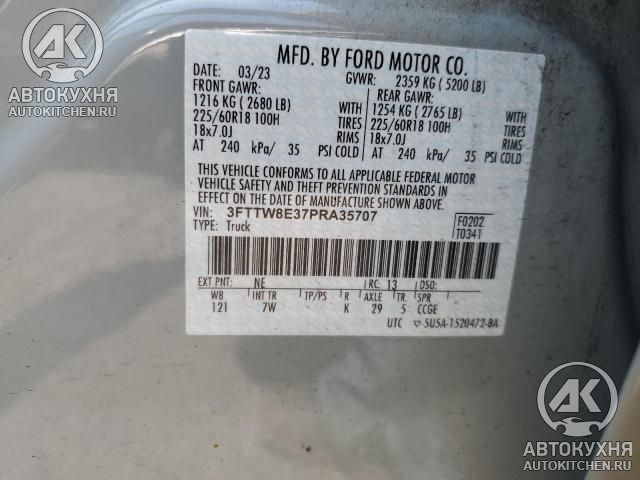 AK
АВТОКУХНЯ
AUTOKITCHEN.RU
MFD. BY FORD MOTOR CO.
DATE: 03/23 GVWR: 2359 KG ( 5200 LB)
FRONT GAWR: REAR GAWR:
1216 KG ( 2680 LB) WITH 1254 KG ( 2765 LB) WITH
225/60R18 100H TIRES 225/60R18 100H TIRES
18x7.0J RIMS 18x7.0J RIMS
AT 240 kPa/ 35 PSI COLD AT 240 kPa/ 35 PSI COLD
THIS VEHICLE CONFORMS TO ALL APPLICABLE FEDERAL MOTOR
VEHICLE SAFETY AND THEFT PREVENTION STANDARDS IN
EFFECT ON THE DATE OF MANUFACTURE SHOWN ABOVE.
VIN: 3FTTW8E37PRA35707 F0202
TYPE: Truck T0341
EXT PNT: NE RC: 13 DSO:
WB INT TR TP/PS R AXLE TR SPR
121 7W K 29 5 CCGE
UTC 5U5A-1520472-BA
AK
АВТОКУХНЯ
AUTOKITCHEN.RU